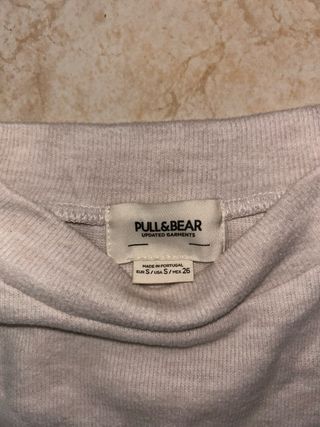 PULL&BEAR
UPDATED GARMENTS
MADE IN PORTUGAL
EUR S / USA S / MEX 26